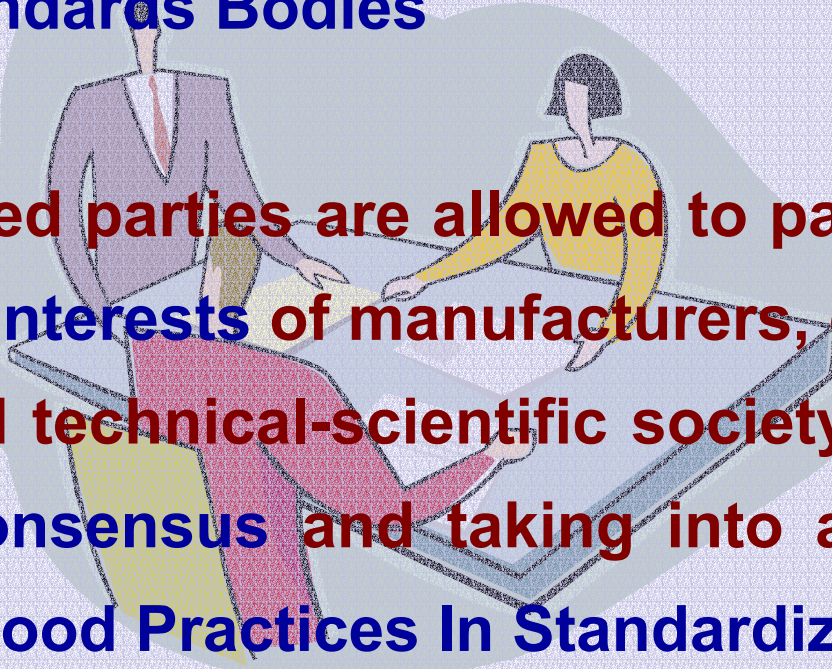 ndards Bodies
ed parties are allowed to pa
nterests of manufacturers,
technical-scientific society
onsensus and taking into a
ood Practices In Standardiz